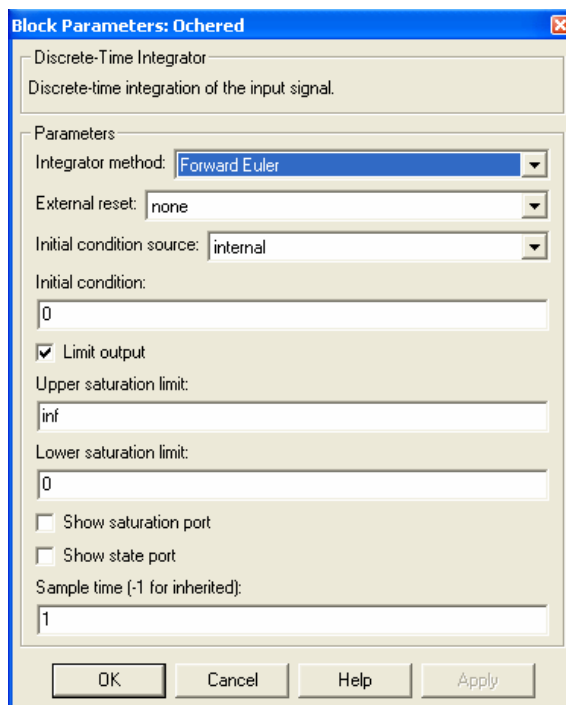 Block Parameters: Ochered
Discrete-Time Integrator
Discrete-time integration of the input signal.
Parameters
Integrator method: Forward Euler
External reset: none
Initial condition source: internal
Initial condition:
0
Limit output
Upper saturation limit:
inf
Lower saturation limit:
0
Show saturation port
Show state port
Sample time (-1 for inherited):
1
OK Cancel Help Apply